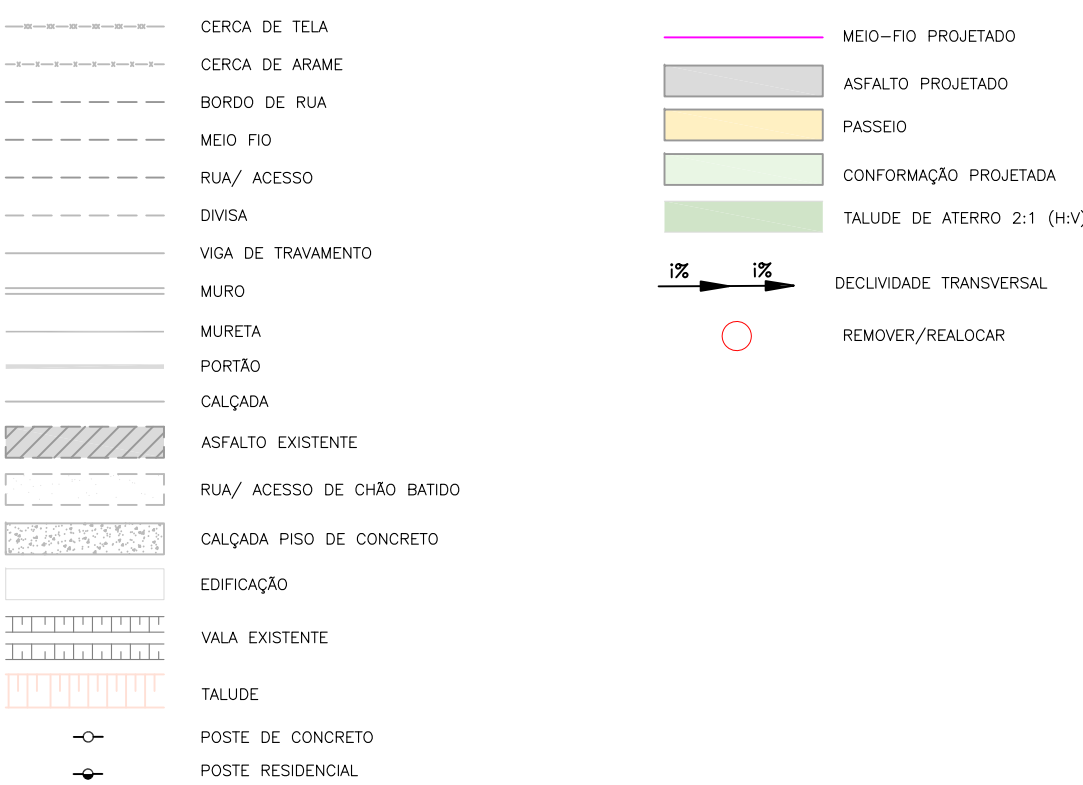 CERCA DE TELA
CERCA DE ARAME
BORDO DE RUA
MEIO FIO
RUA/ ACESSO
DIVISA
VIGA DE TRAVAMENTO
MURO
MURETA
PORTÃO
CALÇADA
ASFALTO EXISTENTE
RUA/ ACESSO DE CHÃO BATIDO
CALÇADA PISO DE CONCRETO
EDIFICAÇÃO
VALA EXISTENTE
TALUDE
POSTE DE CONCRETO
POSTE RESIDENCIAL
MEIO-FIO PROJETADO
ASFALTO PROJETADO
PASSEIO
CONFORMAÇÃO PROJETADA
TALUDE DE ATERRO 2:1 (H:V)
i% i% DECLIVIDADE TRANSVERSAL
REMOVER/REALOCAR